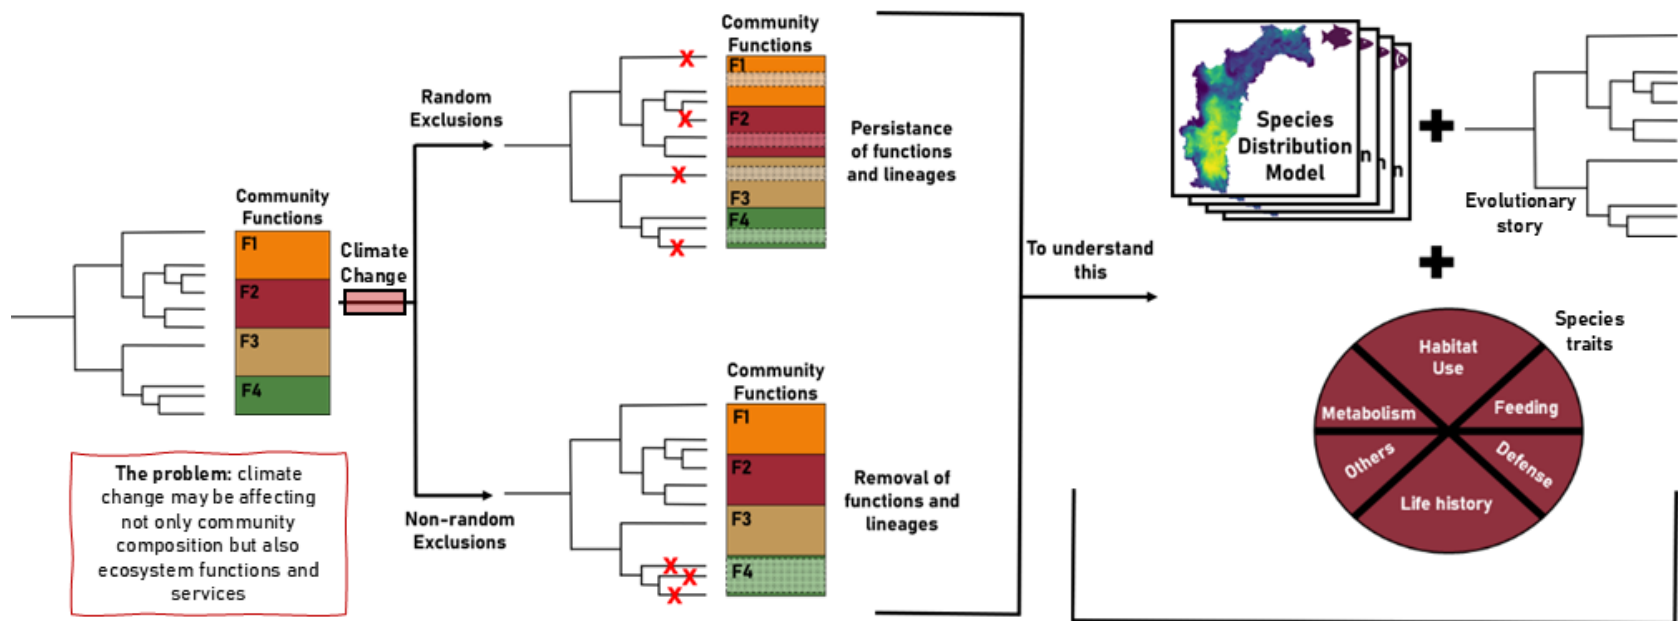 Community
Functions
F1
F2
F3
F4
The problem: climate
change may be affecting
not only community
composition but also
ecosystem functions and
services
Climate
Change
Random
Exclusions
Community
Functions
F1
F2
F3
F4
Persistance
of functions
and lineages
Non-random
Exclusions
Community
Functions
F1
F2
F3
F4
Removal of
functions and
lineages
To understand
this
Species
Distribution
Model
n
n
n
Evolutionary
story
Species
traits
Habitat
Use
Metabolism
Feeding
Others
Defense
Life history